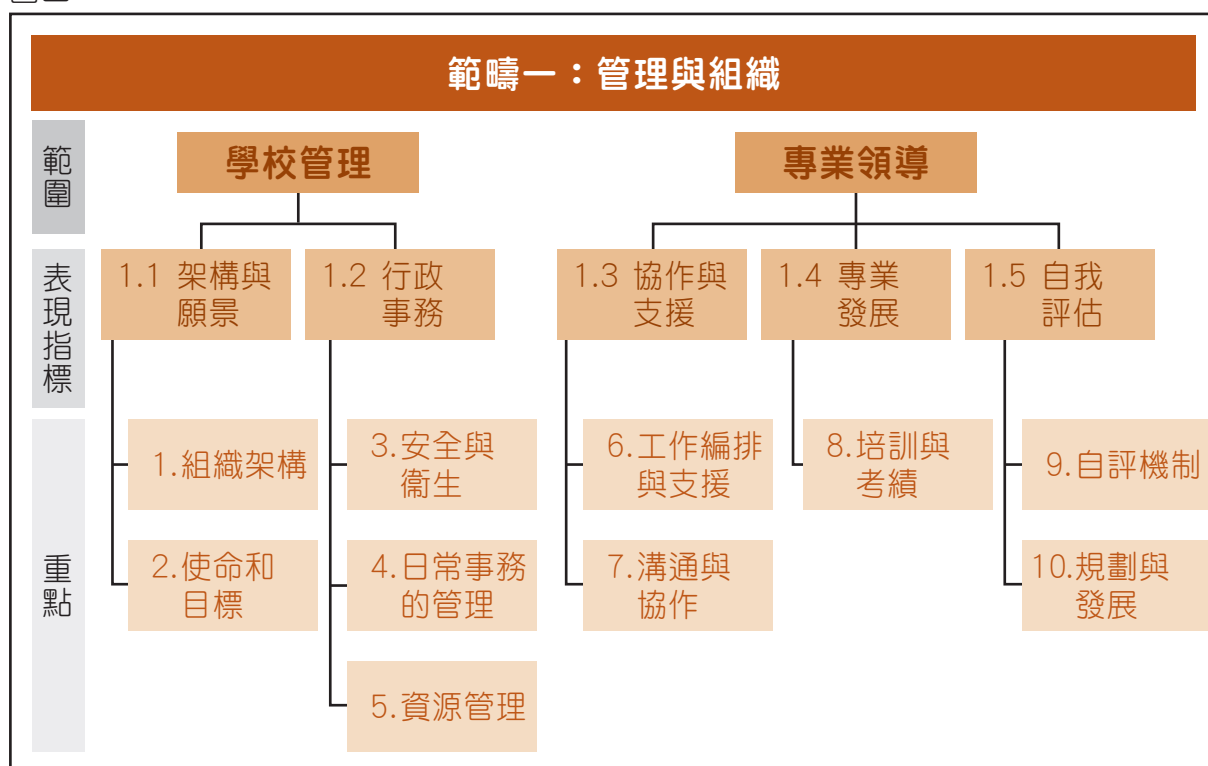 範疇一：管理與組織
範圍
學校管理
專業領導
表現指標
1.1 架構與
願景
1.2 行政
事務
1.3 協作與
支援
1.4 專業
發展
1.5 自我
評估
重點
1.組織架構
2.使命和
目標
3.安全與
衞生
4.日常事務
的管理
5.資源管理
6.工作編排
與支援
7.溝通與
協作
8.培訓與
考績
9.自評機制
10.規劃與
發展